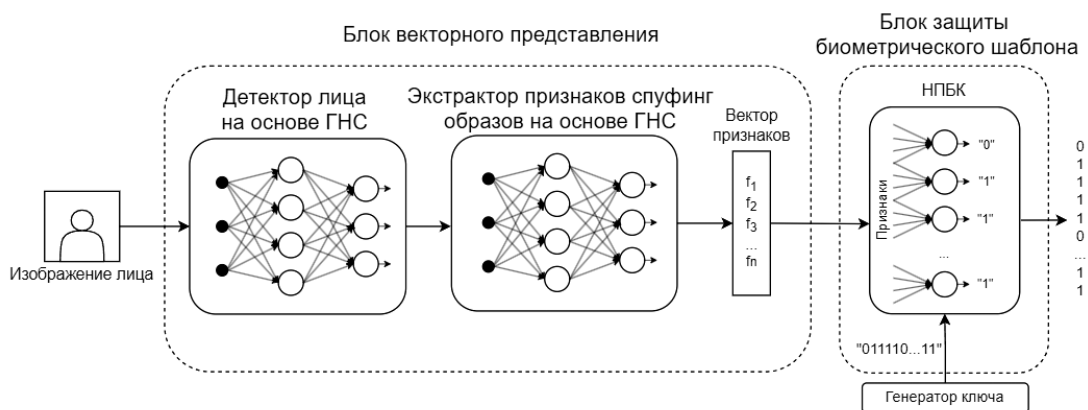 Блок векторного представления
Блок защиты
биометрического шаблона
Детектор лица
на основе ГНС
Экстрактор признаков спуфинг
образов на основе ГНС
Вектор
признаков
НПБК
Изображение лица
f1
f2
f3
...
fn
Признаки
"0"
"1"
"1"
...
"1"
0
1
1
1
1
0
...
1
1
"011110...11"
Генератор ключа